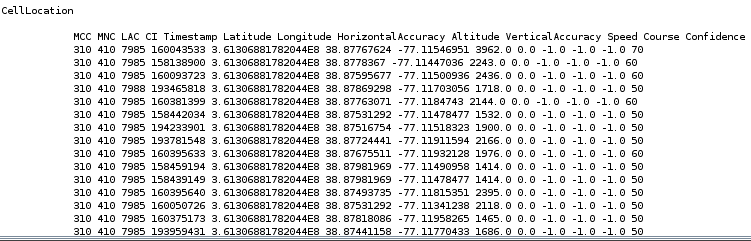 CellLocation
MCC MNC LAC CI Timestamp Latitude Longitude HorizontalAccuracy Altitude VerticalAccuracy Speed Course Confidence
310 410 7985 160043533 3.61306881782044E8 38.87767624 -77.11546951 3962.0 0.0 -1.0 -1.0 -1.0 70
310 410 7985 158138900 3.61306881782044E8 38.8778367 -77.11447036 2243.0 0.0 -1.0 -1.0 -1.0 60
310 410 7985 160093723 3.61306881782044E8 38.87595677 -77.11500936 2436.0 0.0 -1.0 -1.0 -1.0 60
310 410 7988 193465818 3.61306881782044E8 38.87869298 -77.11703056 1718.0 0.0 -1.0 -1.0 -1.0 50
310 410 7985 160381399 3.61306881782044E8 38.87763071 -77.1184743 2144.0 0.0 -1.0 -1.0 -1.0 60
310 410 7985 158442034 3.61306881782044E8 38.87531292 -77.11478477 1532.0 0.0 -1.0 -1.0 -1.0 50
310 410 7985 194233901 3.61306881782044E8 38.87516754 -77.11518323 1900.0 0.0 -1.0 -1.0 -1.0 50
310 410 7985 193781548 3.61306881782044E8 38.87724441 -77.11911594 2166.0 0.0 -1.0 -1.0 -1.0 50
310 410 7985 160395633 3.61306881782044E8 38.87675511 -77.11932128 1976.0 0.0 -1.0 -1.0 -1.0 60
310 410 7985 158459194 3.61306881782044E8 38.87981969 -77.11490958 1414.0 0.0 -1.0 -1.0 -1.0 50
310 410 7985 158439149 3.61306881782044E8 38.87981969 -77.11478477 1414.0 0.0 -1.0 -1.0 -1.0 50
310 410 7985 160395640 3.61306881782044E8 38.87493735 -77.11815351 2395.0 0.0 -1.0 -1.0 -1.0 50
310 410 7985 160050726 3.61306881782044E8 38.87531292 -77.11341238 2118.0 0.0 -1.0 -1.0 -1.0 50
310 410 7985 160375173 3.61306881782044E8 38.87818086 -77.11958265 1465.0 0.0 -1.0 -1.0 -1.0 50
310 410 7985 193959431 3.61306881782044E8 38.87441158 -77.11770433 1686.0 0.0 -1.0 -1.0 -1.0 50